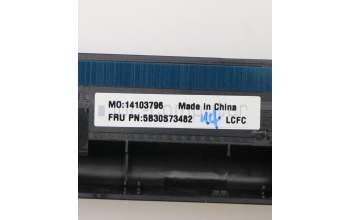 MO:14103796 Made in China
FRU PN:5B30S73482 LCFC